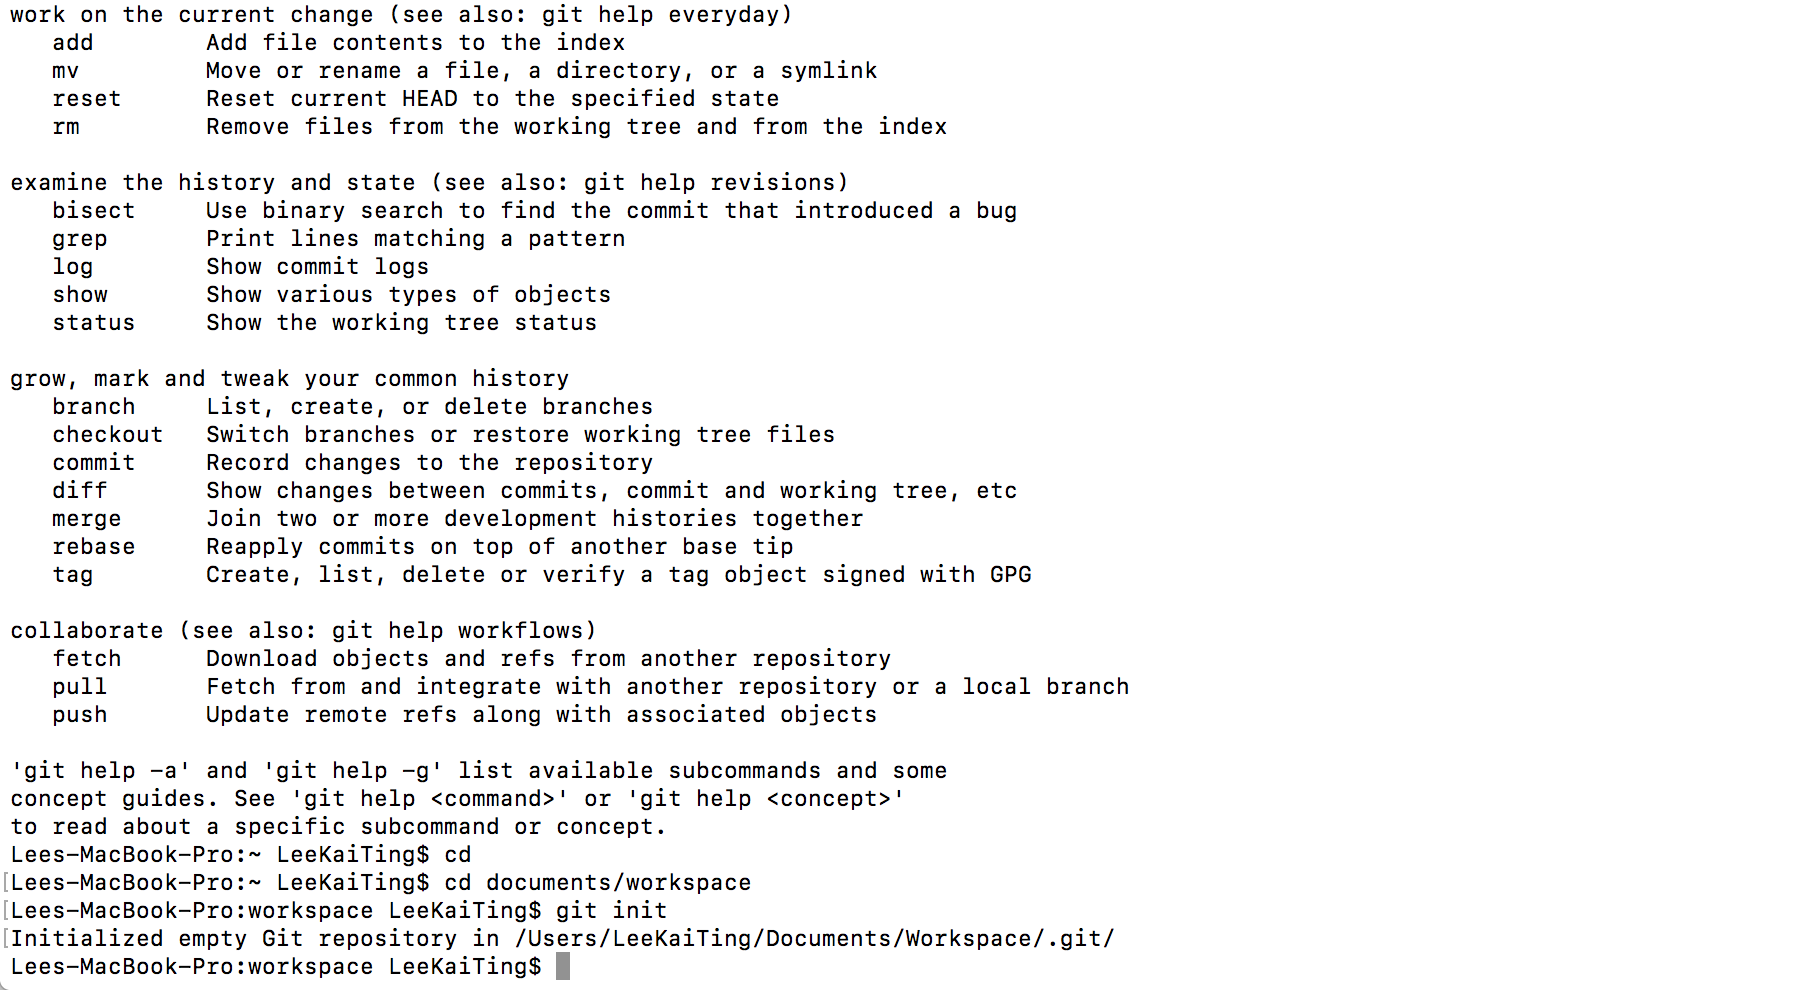 work on the current change (see also: git help everyday)
   add        Add file contents to the index
   mv         Move or rename a file, a directory, or a symlink
   reset      Reset current HEAD to the specified state
   rm         Remove files from the working tree and from the index

examine the history and state (see also: git help revisions)
   bisect     Use binary search to find the commit that introduced a bug
   grep       Print lines matching a pattern
   log        Show commit logs
   show       Show various types of objects
   status     Show the working tree status

grow, mark and tweak your common history
   branch     List, create, or delete branches
   checkout   Switch branches or restore working tree files
   commit     Record changes to the repository
   diff       Show changes between commits, commit and working tree, etc
   merge      Join two or more development histories together
   rebase     Reapply commits on top of another base tip
   tag        Create, list, delete or verify a tag object signed with GPG

collaborate (see also: git help workflows)
   fetch      Download objects and refs from another repository
   pull       Fetch from and integrate with another repository or a local branch
   push       Update remote refs along with associated objects

'git help -a' and 'git help -g' list available subcommands and some
concept guides. See 'git help <command>' or 'git help <concept>'
to read about a specific subcommand or concept.
Lees-MacBook-Pro:~ LeeKaiTing$ cd
[Lees-MacBook-Pro:~ LeeKaiTing$ cd documents/workspace
[Lees-MacBook-Pro:workspace LeeKaiTing$ git init
[Initialized empty Git repository in /Users/LeeKaiTing/Documents/Workspace/.git/
Lees-MacBook-Pro:workspace LeeKaiTing$